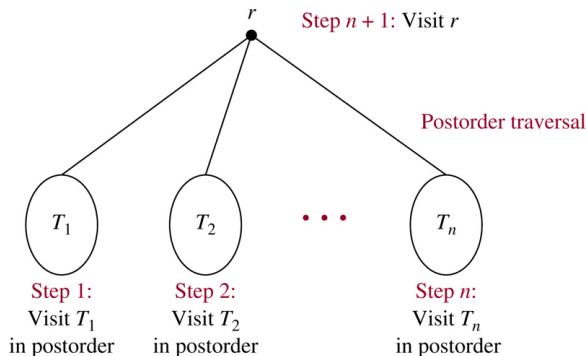 r
Step n + 1: Visit r
Postorder traversal
T1
T2
• • •
Tn
Step 1:
Visit T1
in postorder
Step 2:
Visit T2
in postorder
Step n:
Visit Tn
in postorder